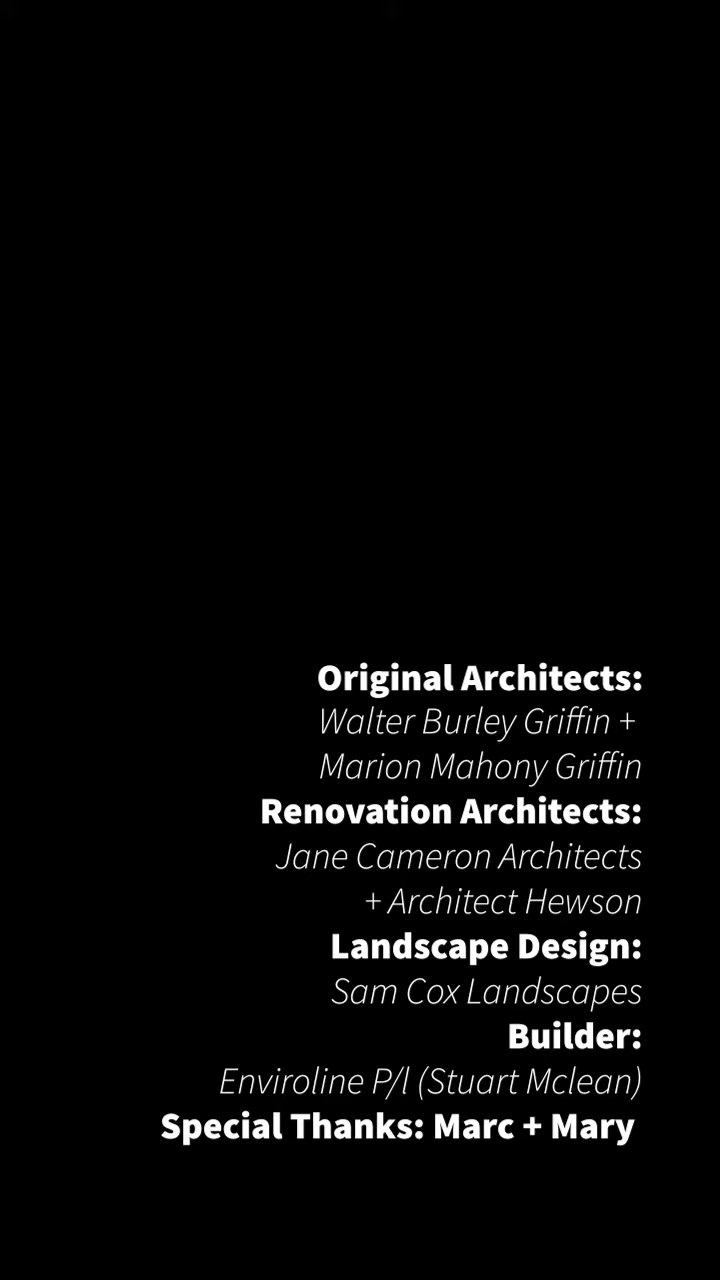 Original Architects:
Walter Burley Griffin +
Marion Mahony Griffin
Renovation Architects:
Jane Cameron Architects
+ Architect Hewson
Landscape Design:
Sam Cox Landscapes
Builder:
Enviroline P/l (Stuart Mclean)
Special Thanks: Marc + Mary